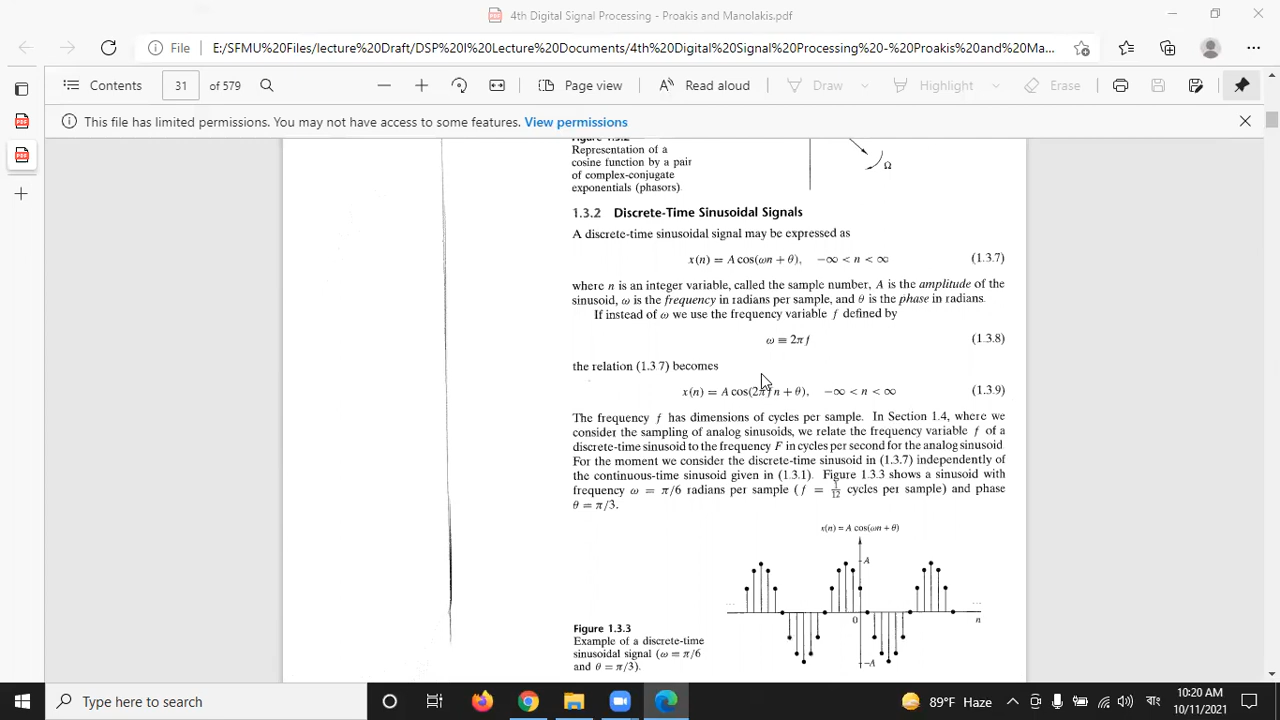 4th Digital Signal Processing - Proakis and Manolakis.pdf
File E:/SFMU%20Files/lecture%20Draft/DSP%20I%20Lecture%20Documents/4th%20Digital%20Signal%20Processing%20-%20Proakis%20and%20Ma...
Contents 31 of 579 Page view Read aloud Draw Highlight Erase
This file has limited permissions. You may not have access to some features. View permissions
Figure 1.3.2
Representation of a
cosine function by a pair
of complex-conjugate
exponentials (phasors)
Ω
1.3.2 Discrete-Time Sinusoidal Signals
A discrete-time sinusoidal signal may be expressed as
x(n) = A cos(ωn + θ), −∞ < n < ∞ (1.3.7)
where n is an integer variable, called the sample number, A is the amplitude of the
sinusoid, ω is the frequency in radians per sample, and θ is the phase in radians.
If instead of ω we use the frequency variable f defined by
ω ≡ 2πf (1.3.8)
the relation (1.3.7) becomes
x(n) = A cos(2πfn + θ), −∞ < n < ∞ (1.3.9)
The frequency f has dimensions of cycles per sample. In Section 1.4, where we
consider the sampling of analog sinusoids, we relate the frequency variable f of a
discrete-time sinusoid to the frequency F in cycles per second for the analog sinusoid
For the moment we consider the discrete-time sinusoid in (1.3.7) independently of
the continuous-time sinusoid given in (1.3.1). Figure 1.3.3 shows a sinusoid with
frequency ω = π/6 radians per sample (f = 1/12 cycles per sample) and phase
θ = π/3.
x(n) = A cos(ωn + θ)
A
... 0 ... n
−A
Figure 1.3.3
Example of a discrete-time
sinusoidal signal (ω = π/6
and θ = π/3).
Type here to search
89°F Haze
বাং
10:20 AM
10/11/2021